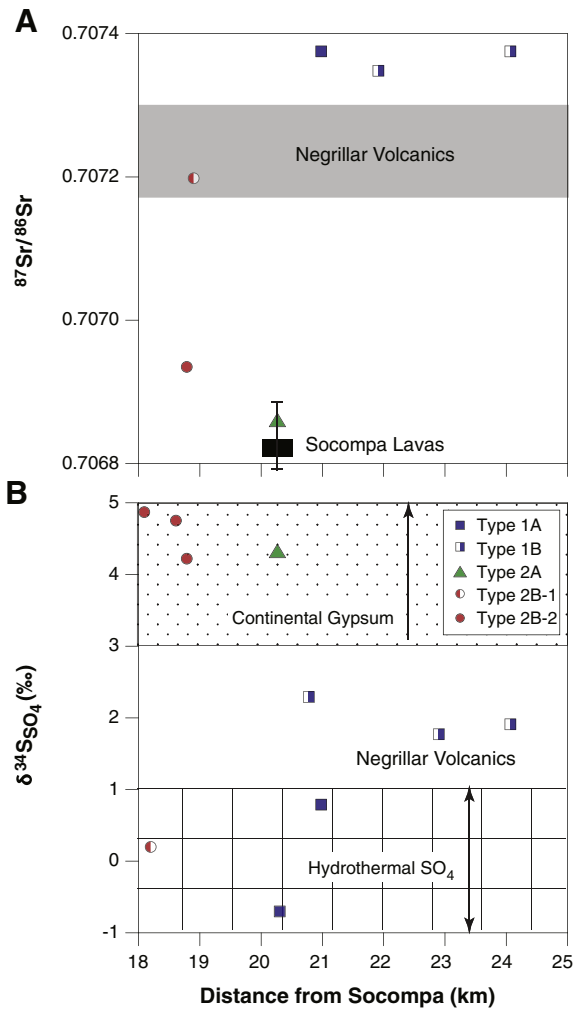 A
0.7074
0.7072
0.7070
0.7068
87Sr/86Sr
Negrillar Volcanics
Socompa Lavas
B
5
4
3
2
1
0
-1
δ34SSO4 (‰)
Type 1A
Type 1B
Type 2A
Type 2B-1
Type 2B-2
Continental Gypsum
Negrillar Volcanics
Hydrothermal SO4
18 19 20 21 22 23 24 25
Distance from Socompa (km)